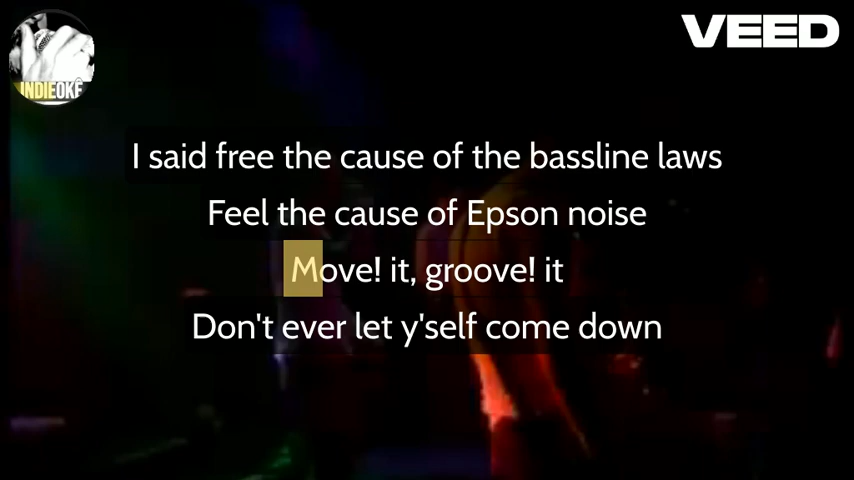 INDIEOKÊ
VEED
I said free the cause of the bassline laws
Feel the cause of Epson noise
Move! it, groove! it
Don't ever let y'self come down